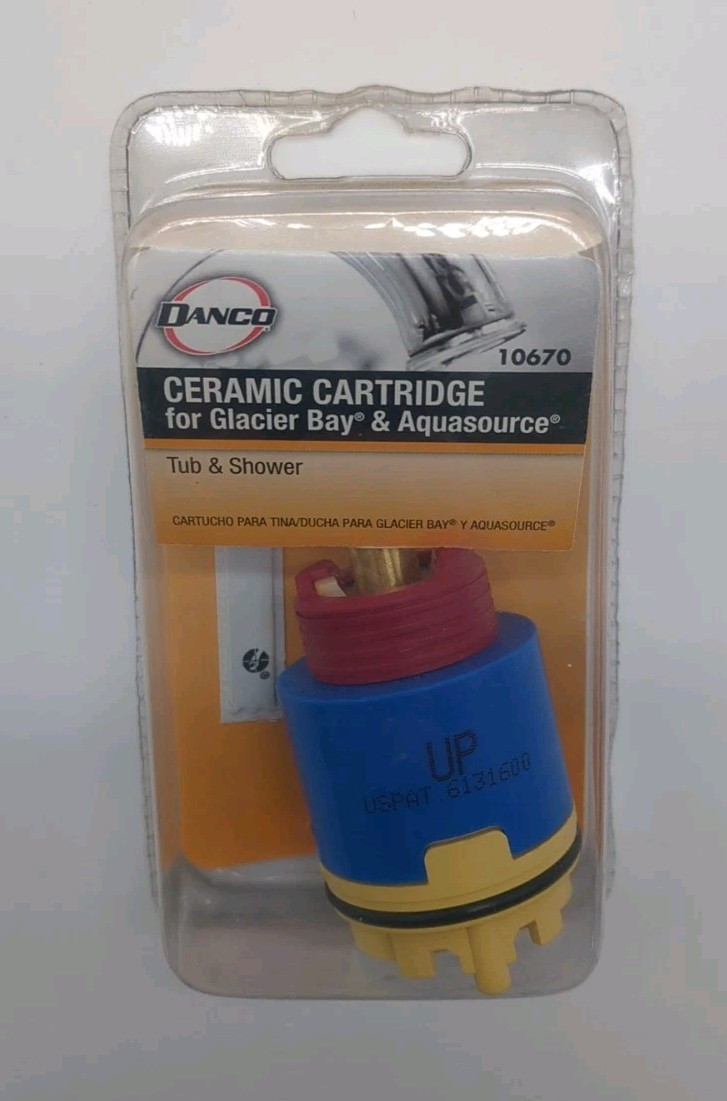 DANCO®
10670
CERAMIC CARTRIDGE
for Glacier Bay® & Aquasource®
Tub & Shower
CARTUCHO PARA TINA/DUCHA PARA GLACIER BAY® Y AQUASOURCE®
UP
USPAT 6131600